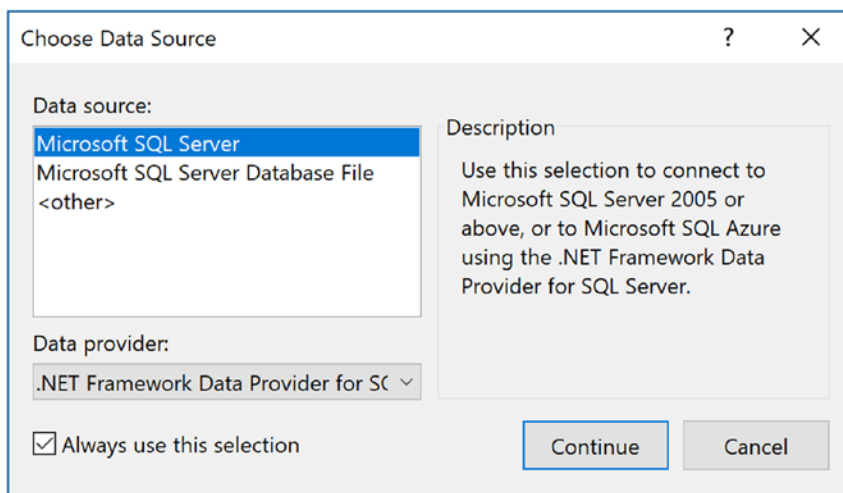 Choose Data Source
?
Data source:
Microsoft SQL Server
Microsoft SQL Server Database File
<other>
Description
Use this selection to connect to
Microsoft SQL Server 2005 or
above, or to Microsoft SQL Azure
using the .NET Framework Data
Provider for SQL Server.
Data provider:
.NET Framework Data Provider for
Always use this selection
Continue
Cancel